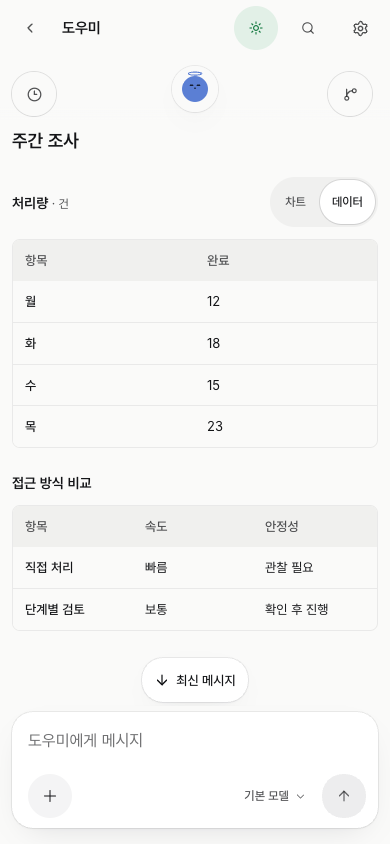 도우미
주간 조사
처리량 · 건
차트 데이터
항목 완료
월 12
화 18
수 15
목 23
접근 방식 비교
항목 속도 안정성
직접 처리 빠름 관찰 필요
단계별 검토 보통 확인 후 진행
최신 메시지
도우미에게 메시지
기본 모델